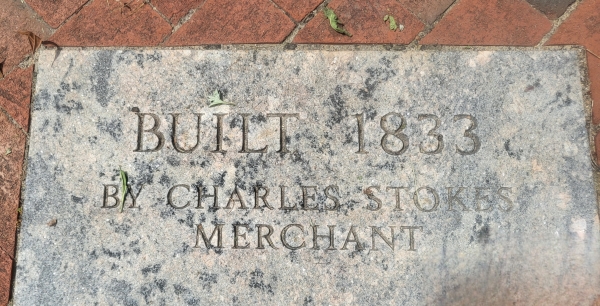 BUILT 1833
BY CHARLES STOKES
MERCHANT